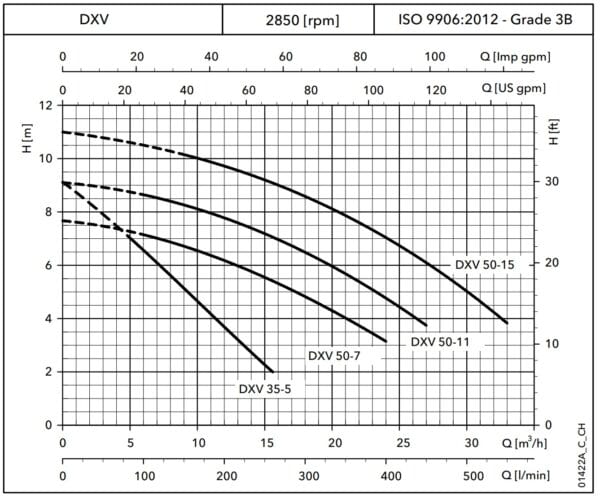 DXV 2850 [rpm] ISO 9906:2012 - Grade 3B
0 20 40 60 80 100 Q [Imp gpm]
0 20 40 60 80 100 120 Q [US gpm]
12
H [m]
H [ft]
10
30
8
6
DXV 50-15
20
4
DXV 50-11
10
DXV 50-7
2
DXV 35-5
0
0
0 5 10 15 20 25 30 Q [m³/h]
0 100 200 300 400 500 Q [l/min]
01422A_C_CH